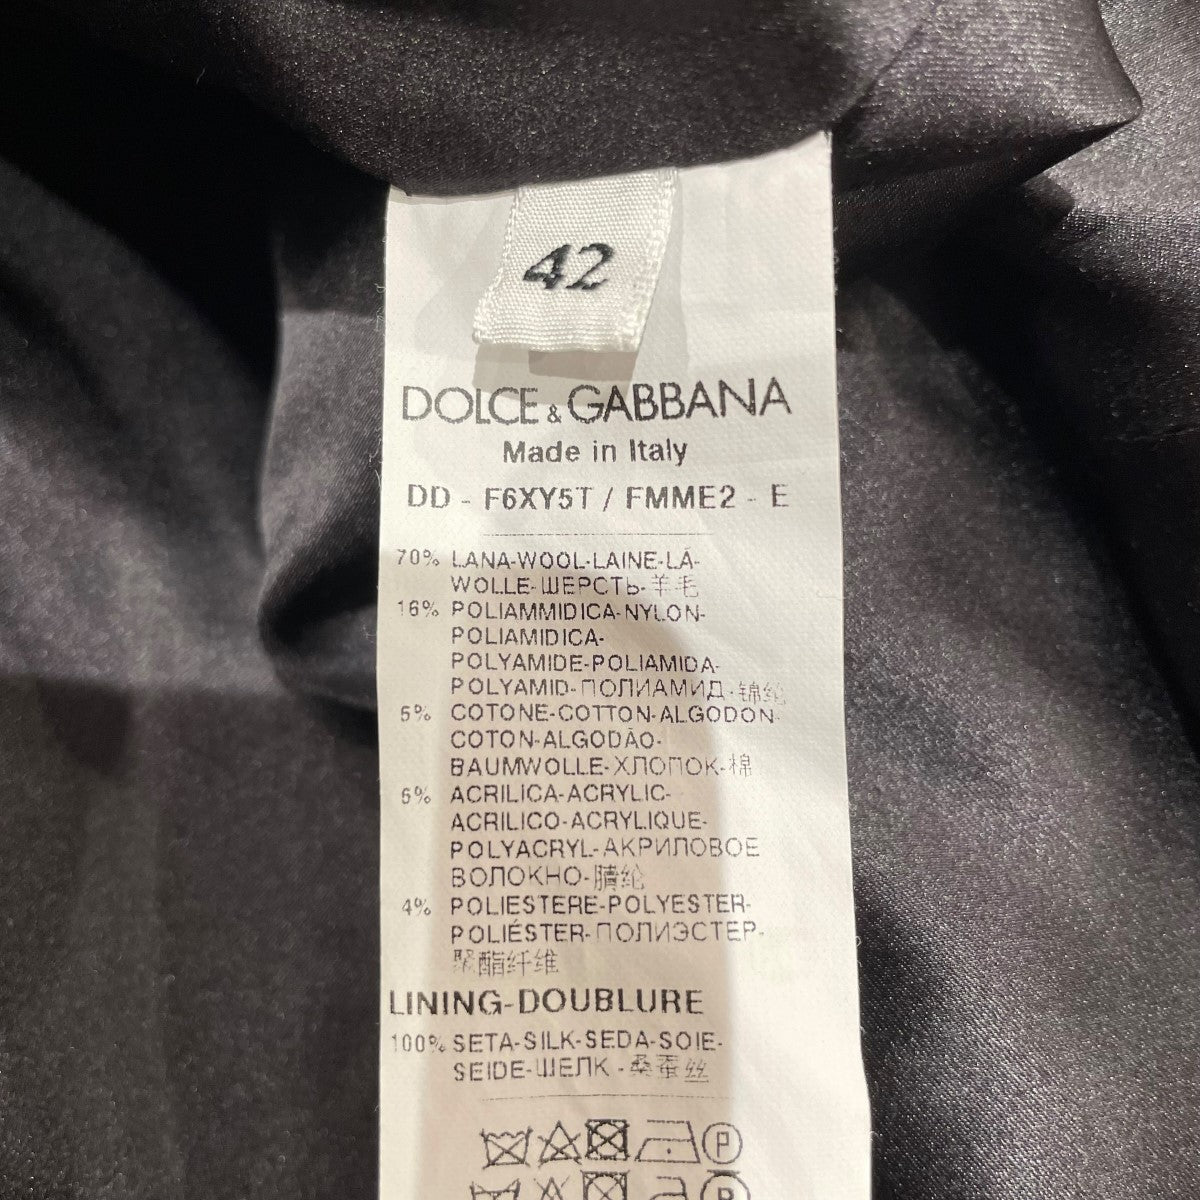 42
DOLCE & GABBANA
Made in Italy
DD - F6XY5T / FMME2 - E
70% LANA-WOOL-LAINE-LÃ-
WOLLE-ШЕРСТЬ-羊毛
16% POLIAMMIDICA-NYLON-
POLIAMIDICA-
POLYAMIDE-POLIAMIDA-
POLYAMID-ПОЛИАМИД-锦纶
5% COTONE-COTTON-ALGODON-
COTON-ALGODÃO-
BAUMWOLLE-ХЛОПОК-棉
5% ACRILICA-ACRYLIC-
ACRILICO-ACRYLIQUE-
POLYACRYL-АКРИЛОВОЕ
ВОЛОКНО-腈纶
4% POLIESTERE-POLYESTER-
POLIÉSTER-ПОЛИЭСТЕР-
聚酯纤维
LINING-DOUBLURE
100% SETA-SILK-SEDA-SOIE-
SEIDE-ШЕЛК-桑蚕丝
P